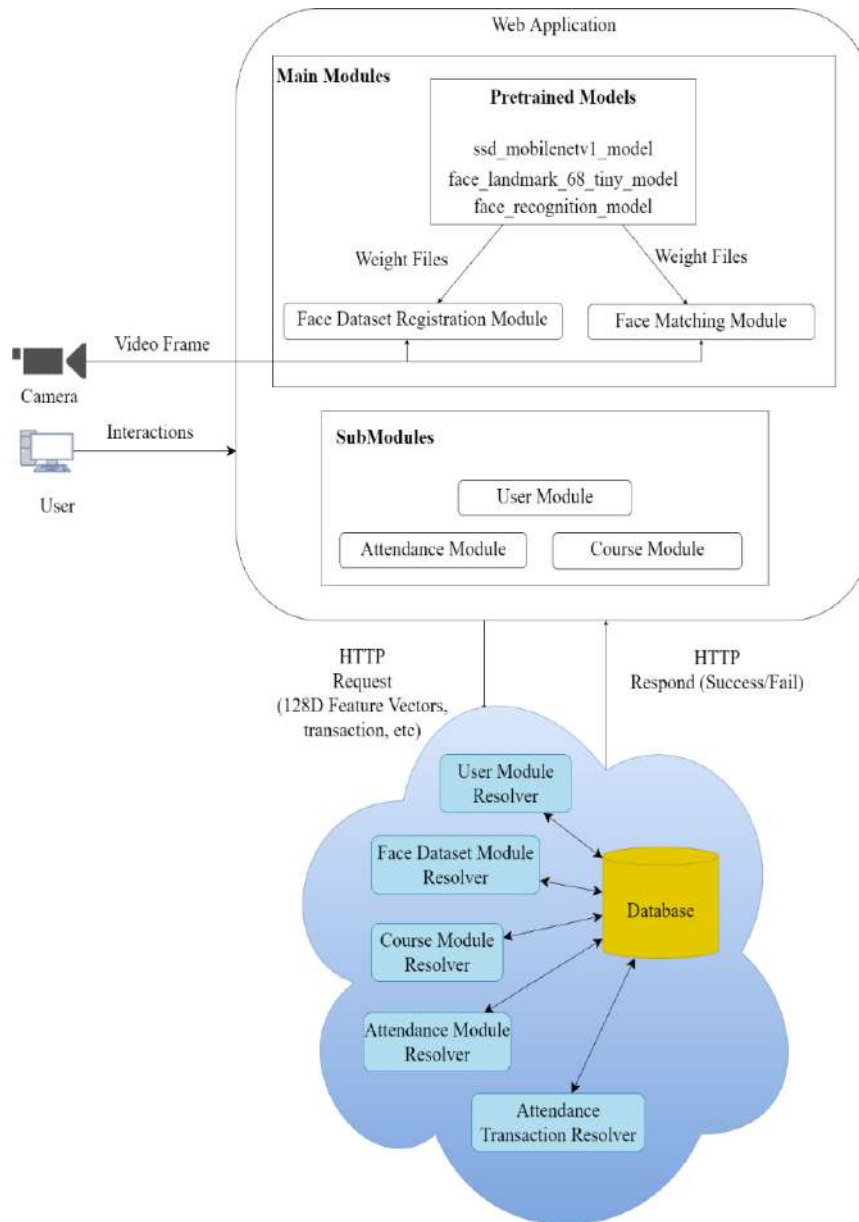 Web Application
Main Modules
Pretrained Models
ssd_mobilenetv1_model
face_landmark_68_tiny_model
face_recognition_model
Weight Files
Weight Files
Face Dataset Registration Module
Face Matching Module
Video Frame
Camera
Interactions
User
SubModules
User Module
Attendance Module
Course Module
HTTP
Request
(128D Feature Vectors,
transaction, etc)
HTTP
Respond (Success/Fail)
User Module
Resolver
Face Dataset Module
Resolver
Database
Course Module
Resolver
Attendance Module
Resolver
Attendance
Transaction Resolver